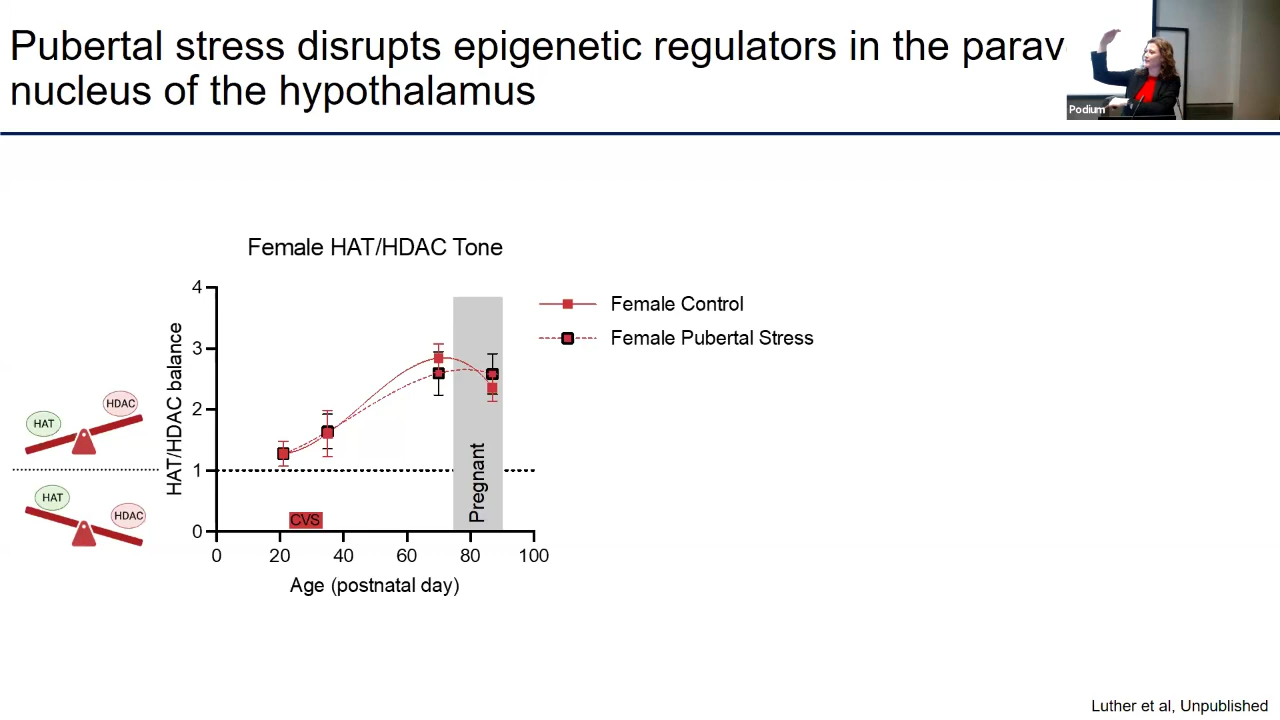 Pubertal stress disrupts epigenetic regulators in the
nucleus of the hypothalamus
Podium
Female HAT/HDAC Tone
Female Control
Female Pubertal Stress
HAT/HDAC balance
4
3
2
1
0
HDAC
HAT
HAT
HDAC
CVS
Pregnant
0 20 40 60 80 100
Age (postnatal day)
Luther et al, Unpublished